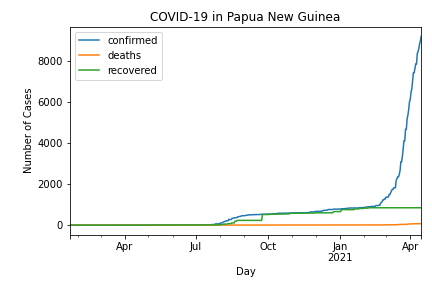 COVID-19 in Papua New Guinea
confirmed
deaths
recovered
Number of Cases
8000
6000
4000
2000
0
Apr
Jul
Oct
Jan
2021
Apr
Day